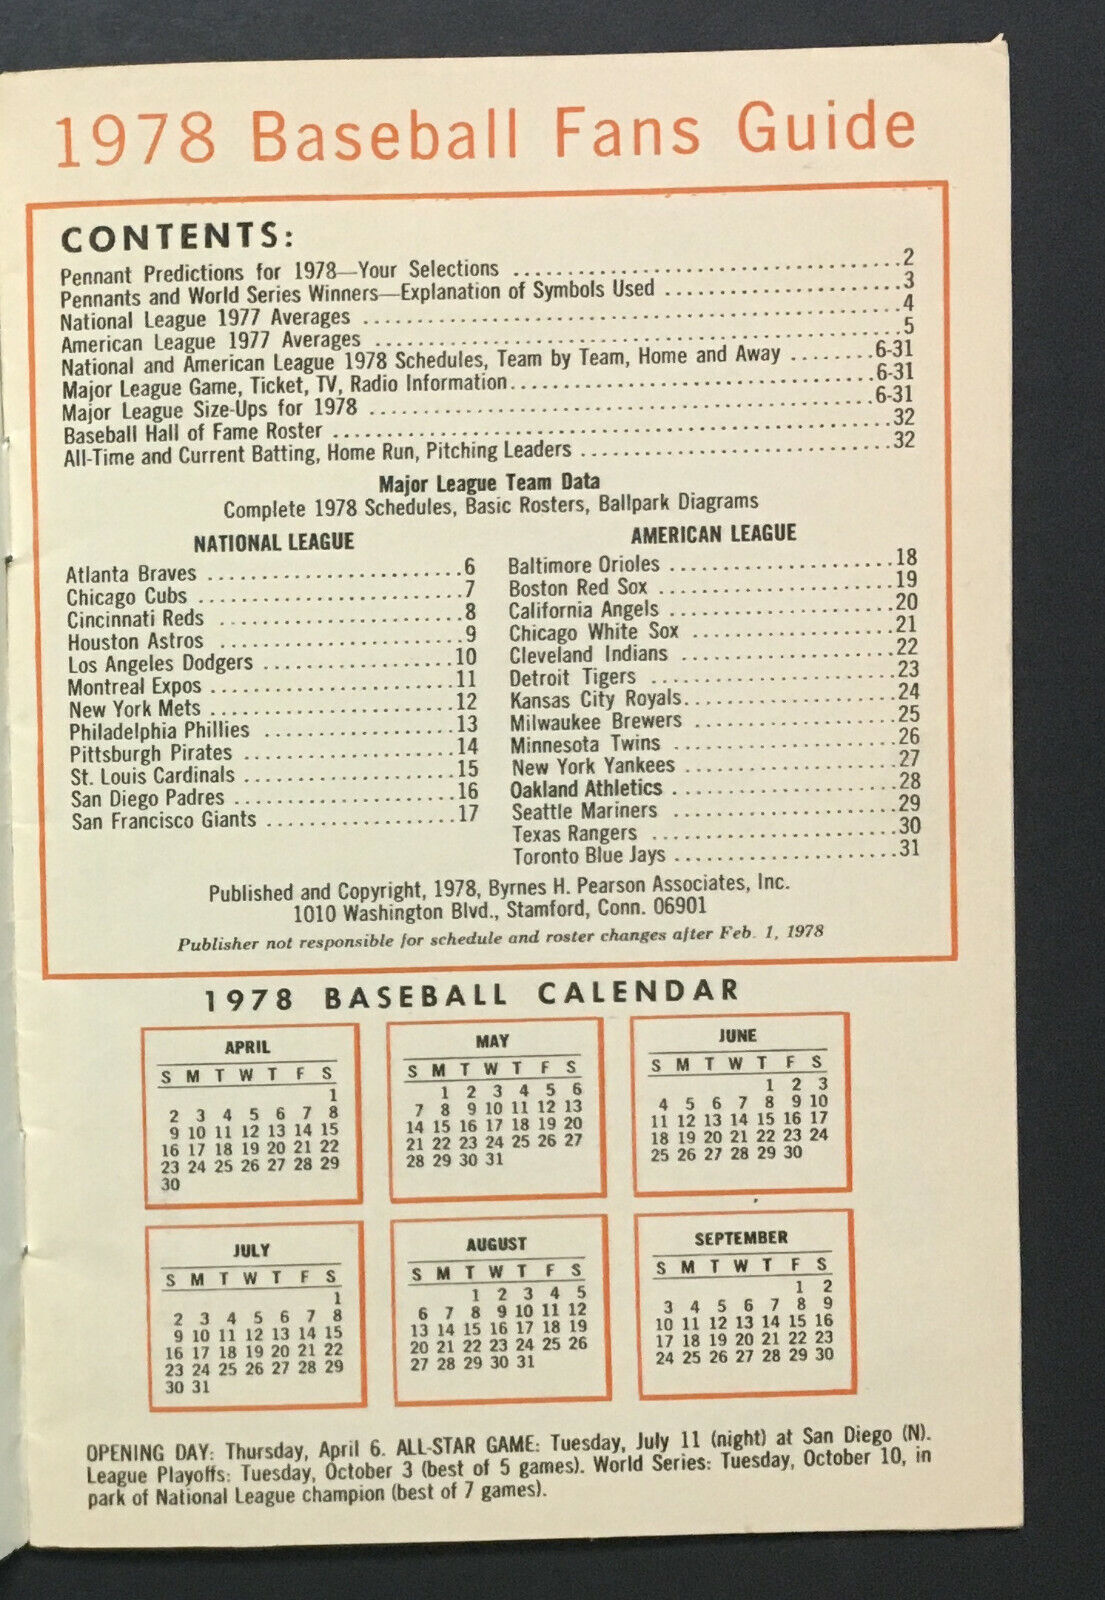 1978 Baseball Fans Guide
CONTENTS:
Pennant Predictions for 1978—Your Selections ........................................2
Pennants and World Series Winners—Explanation of Symbols Used ........................3
National League 1977 Averages ........................................................4
American League 1977 Averages ........................................................5
National and American League 1978 Schedules, Team by Team, Home and Away ........6-31
Major League Game, Ticket, TV, Radio Information.................................6-31
Major League Size-Ups for 1978 ..................................................6-31
Baseball Hall of Fame Roster ........................................................32
All-Time and Current Batting, Home Run, Pitching Leaders ............................32
Major League Team Data
Complete 1978 Schedules, Basic Rosters, Ballpark Diagrams
NATIONAL LEAGUE
Atlanta Braves ........................6
Chicago Cubs .........................7
Cincinnati Reds .......................8
Houston Astros .......................9
Los Angeles Dodgers ..................10
Montreal Expos .......................11
New York Mets .......................12
Philadelphia Phillies ..................13
Pittsburgh Pirates .....................14
St. Louis Cardinals ....................15
San Diego Padres .....................16
San Francisco Giants ..................17
AMERICAN LEAGUE
Baltimore Orioles .....................18
Boston Red Sox ......................19
California Angels .....................20
Chicago White Sox ...................21
Cleveland Indians ....................22
Detroit Tigers ........................23
Kansas City Royals....................24
Milwaukee Brewers ...................25
Minnesota Twins .....................26
New York Yankees ....................27
Oakland Athletics .....................28
Seattle Mariners ......................29
Texas Rangers .......................30
Toronto Blue Jays .....................31
Published and Copyright, 1978, Byrnes H. Pearson Associates, Inc.
1010 Washington Blvd., Stamford, Conn. 06901
Publisher not responsible for schedule and roster changes after Feb. 1, 1978
1978 BASEBALL CALENDAR
APRIL
S M T W T F S
1
2 3 4 5 6 7 8
9 10 11 12 13 14 15
16 17 18 19 20 21 22
23 24 25 26 27 28 29
30
MAY
S M T W T F S
1 2 3 4 5 6
7 8 9 10 11 12 13
14 15 16 17 18 19 20
21 22 23 24 25 26 27
28 29 30 31
JUNE
S M T W T F S
1 2 3
4 5 6 7 8 9 10
11 12 13 14 15 16 17
18 19 20 21 22 23 24
25 26 27 28 29 30
JULY
S M T W T F S
1
2 3 4 5 6 7 8
9 10 11 12 13 14 15
16 17 18 19 20 21 22
23 24 25 26 27 28 29
30 31
AUGUST
S M T W T F S
1 2 3 4 5
6 7 8 9 10 11 12
13 14 15 16 17 18 19
20 21 22 23 24 25 26
27 28 29 30 31
SEPTEMBER
S M T W T F S
1 2
3 4 5 6 7 8 9
10 11 12 13 14 15 16
17 18 19 20 21 22 23
24 25 26 27 28 29 30
OPENING DAY: Thursday, April 6. ALL-STAR GAME: Tuesday, July 11 (night) at San Diego (N).
League Playoffs: Tuesday, October 3 (best of 5 games). World Series: Tuesday, October 10, in
park of National League champion (best of 7 games).